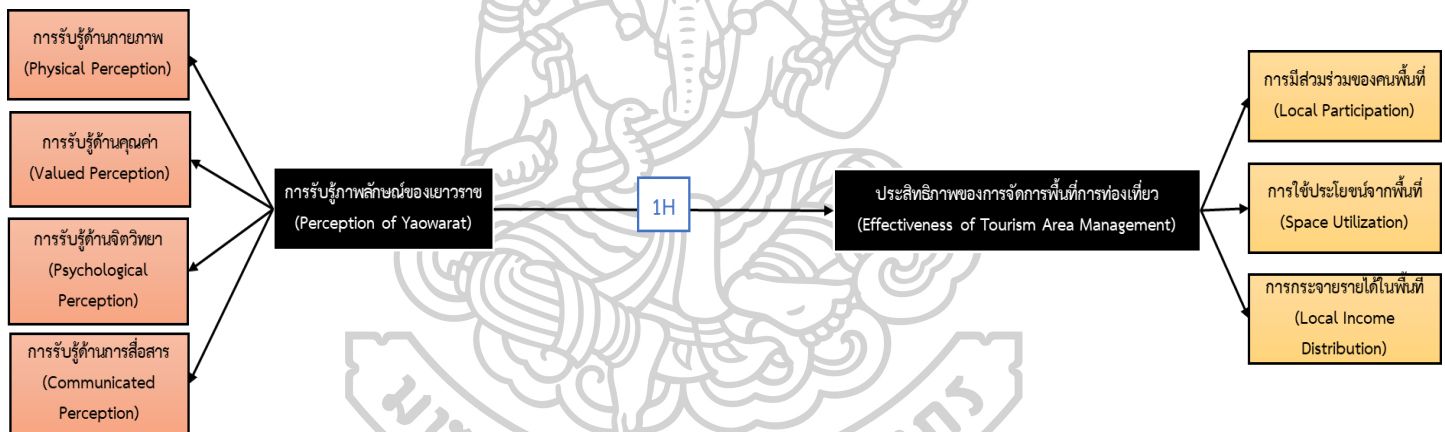 การรับรู้ด้านกายภาพ
(Physical Perception)
การรับรู้ด้านคุณค่า
(Valued Perception)
การรับรู้ด้านจิตวิทยา
(Psychological
Perception)
การรับรู้ด้านการสื่อสาร
(Communicated
Perception)
การรับรู้ภาพลักษณ์ของเยาวราช
(Perception of Yaowarat)
1H
ประสิทธิภาพของการจัดการพื้นที่การท่องเที่ยว
(Effectiveness of Tourism Area Management)
การมีส่วมร่วมของคนพื้นที่
(Local Participation)
การใช้ประโยชน์จากพื้นที่
(Space Utilization)
การกระจายรายได้ในพื้นที่
(Local Income
Distribution)